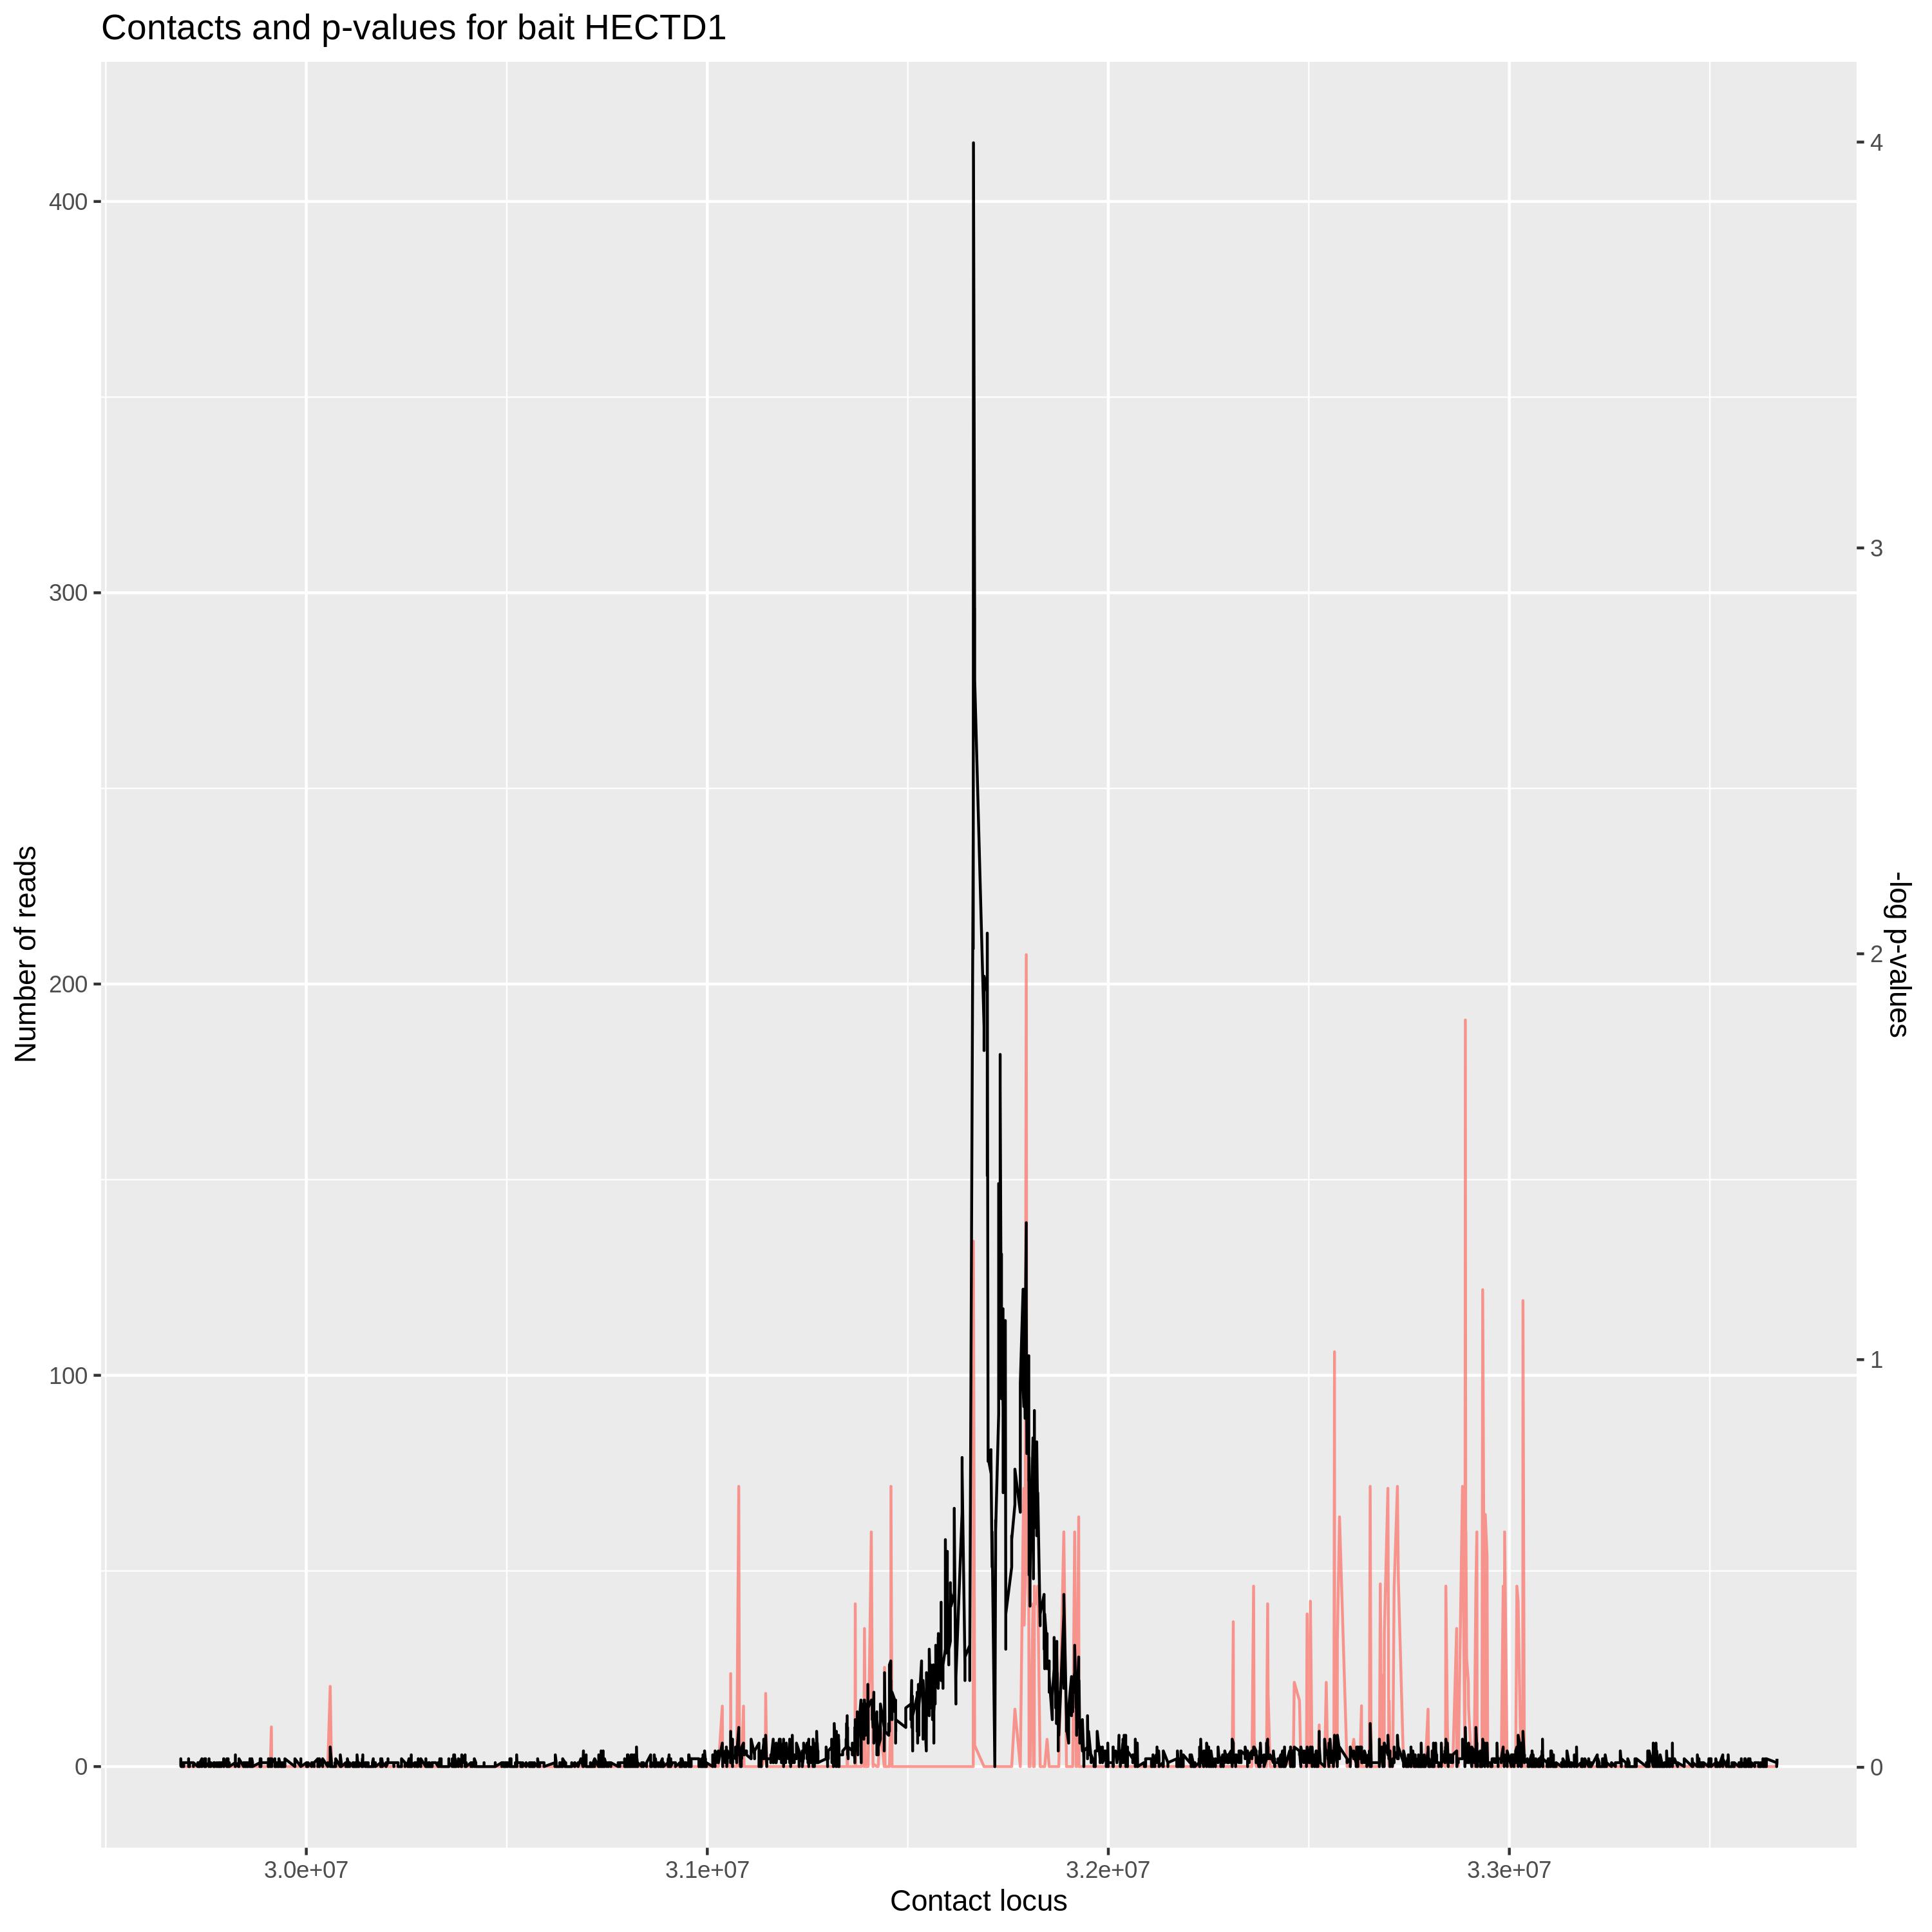 Contacts and p-values for bait HECTD1
Number of reads
400
300
200
100
0
4
3
2
1
0
-log p-values
3.0e+07
3.1e+07
3.2e+07
3.3e+07
Contact locus